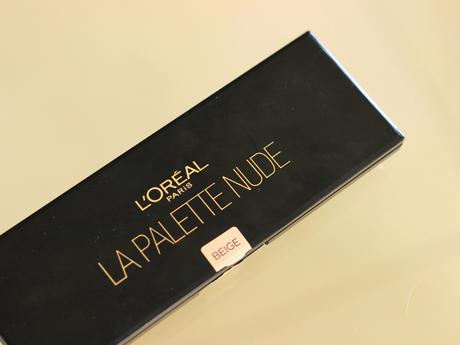 L'ORÉAL
PARIS
LA PALETTE NUDE
BEIGE